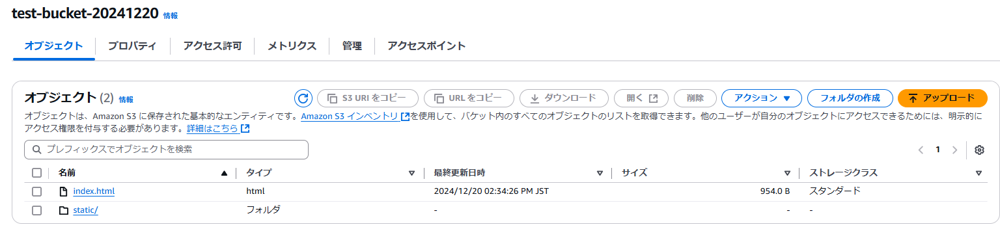 test-bucket-20241220 情報
オブジェクト プロパティ アクセス許可 メトリクス 管理 アクセスポイント
オブジェクト (2) 情報 S3 URI をコピー URL をコピー ダウンロード 開く 削除 アクション フォルダの作成 アップロード
オブジェクトは、Amazon S3 に保存された基本的なエンティティです。Amazon S3 インベントリを使用して、バケット内のすべてのオブジェクトのリストを取得できます。他のユーザーが自分のオブジェクトにアクセスできるためには、明示的に
アクセス権限を付与する必要があります。詳細はこちら
プレフィックスでオブジェクトを検索 1
名前 タイプ 最終更新日時 サイズ ストレージクラス
index.html html 2024/12/20 02:34:26 PM JST 954.0 B スタンダード
static/ フォルダ - - -